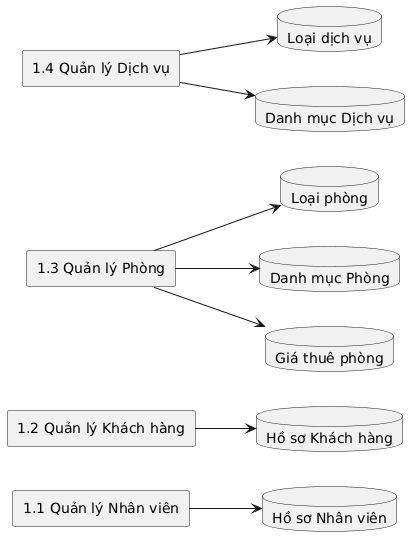 1.4 Quản lý Dịch vụ
Loại dịch vụ
Danh mục Dịch vụ
1.3 Quản lý Phòng
Loại phòng
Danh mục Phòng
Giá thuê phòng
1.2 Quản lý Khách hàng
Hồ sơ Khách hàng
1.1 Quản lý Nhân viên
Hồ sơ Nhân viên